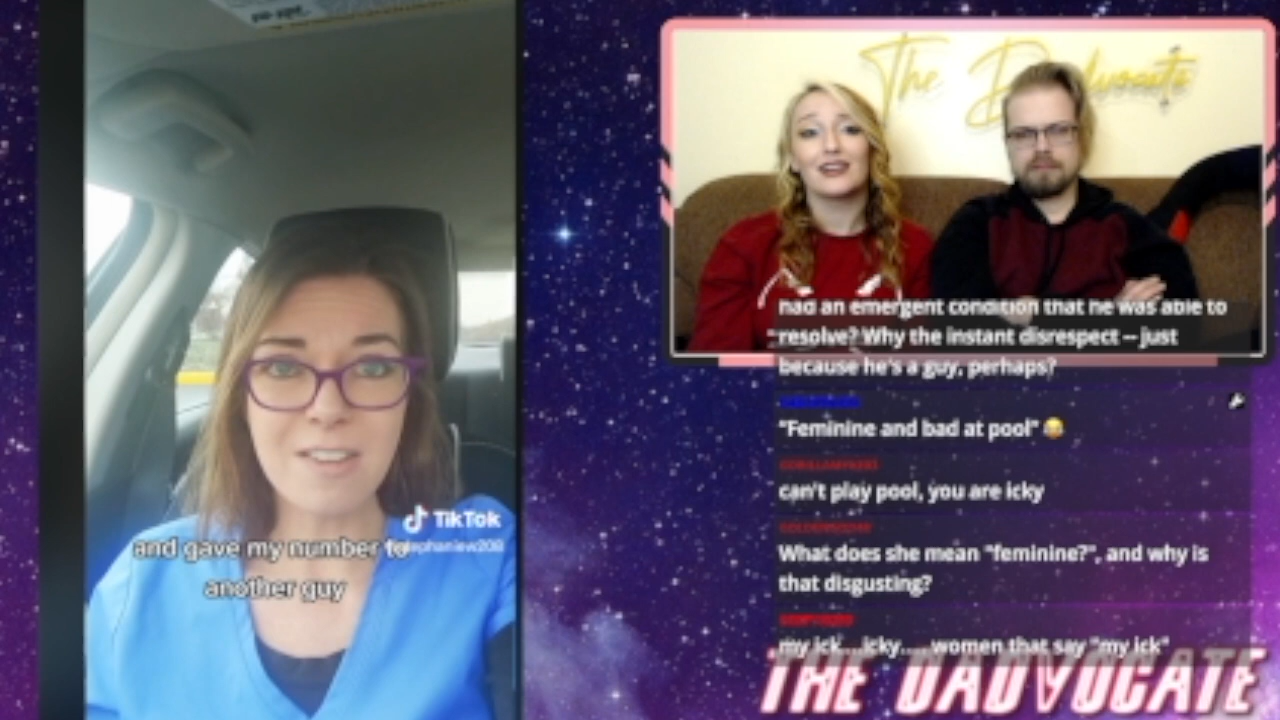 TikTok
and gave my number to
another guy
The Dadvocate
had an emergent condition that he was able to
resolve? Why the instant disrespect -- just
because he's a guy, perhaps?
"Feminine and bad at pool" 😂
can't play pool, you are icky
What does she mean "feminine?", and why is
that disgusting?
my ick....icky..... women that say "my ick"
THE DADVOCATE